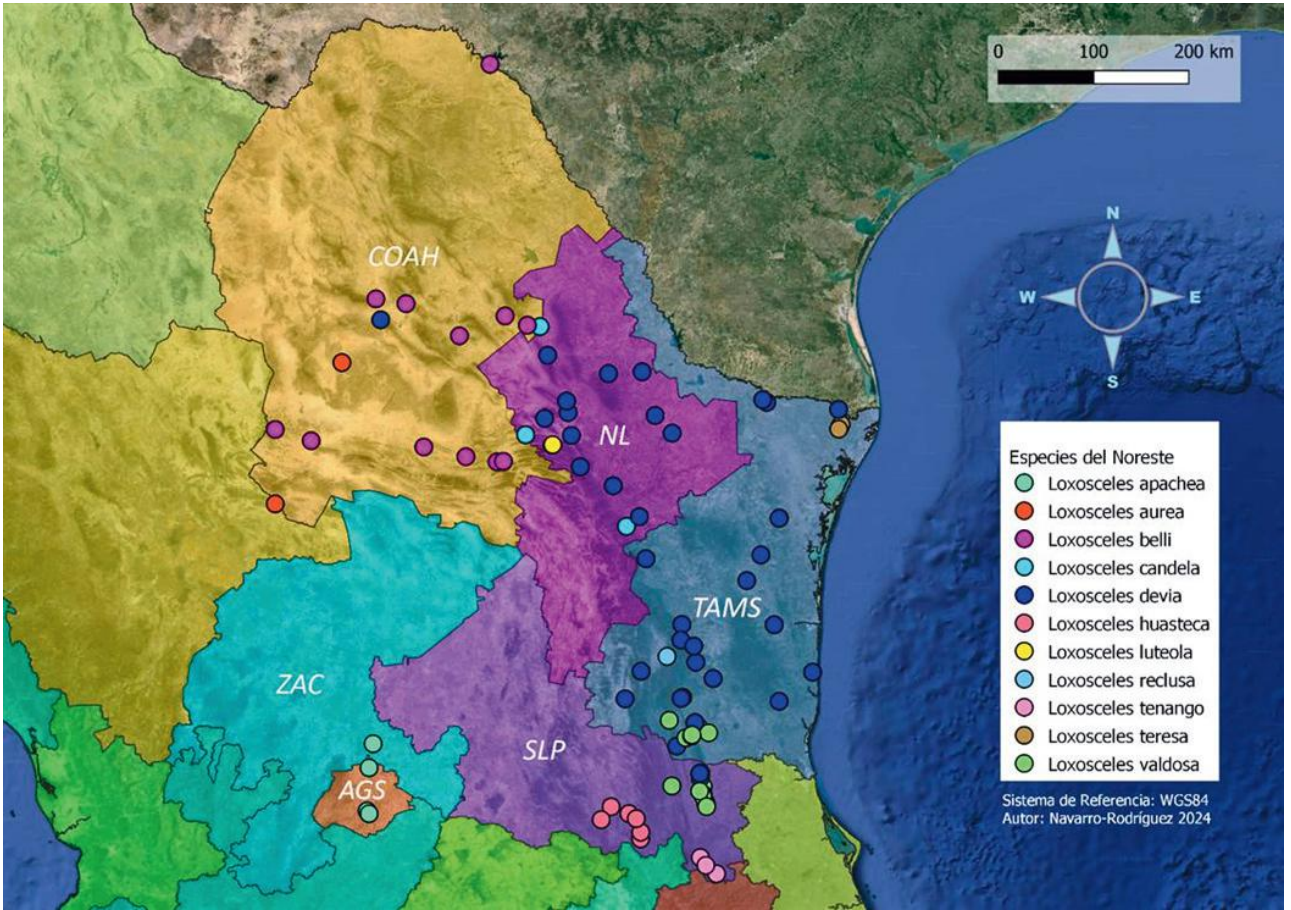 0 100 200 km
N
W E
S
COAH
NL
TAMS
ZAC
SLP
AGS
Especies del Noreste
Loxosceles apachea
Loxosceles aurea
Loxosceles belli
Loxosceles candela
Loxosceles devia
Loxosceles huasteca
Loxosceles luteola
Loxosceles reclusa
Loxosceles tenango
Loxosceles teresa
Loxosceles valdosa
Sistema de Referencia: WGS84
Autor: Navarro-Rodríguez 2024